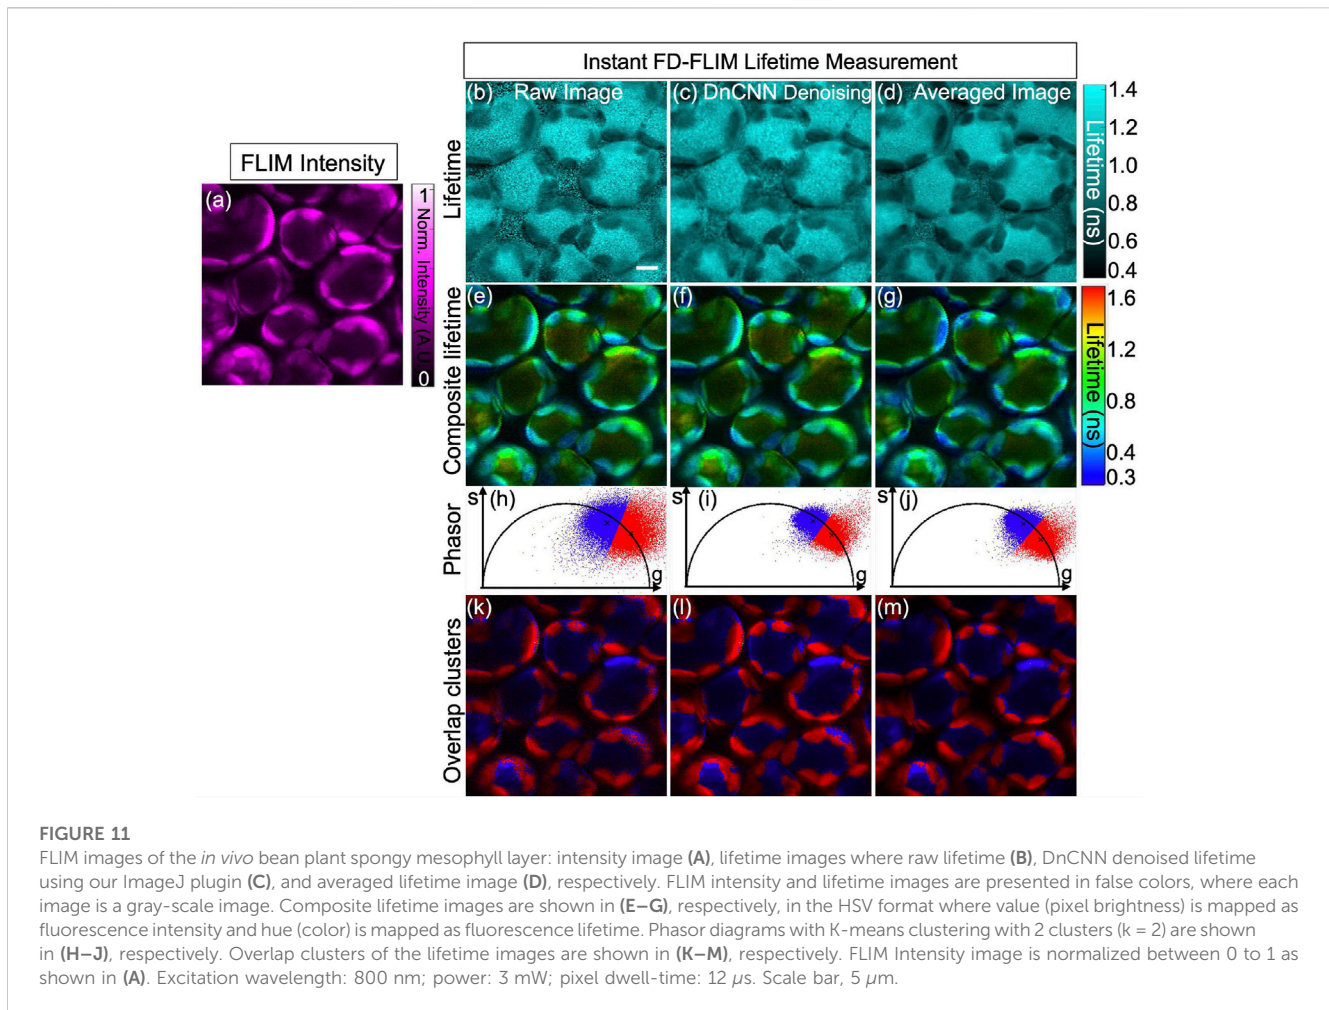 Instant FD-FLIM Lifetime Measurement
(b) Raw Image
(c) DnCNN Denoising
(d) Averaged Image
Lifetime
1.4
1.2
1.0
0.8
0.6
0.4
Lifetime (ns)
FLIM Intensity
(a)
1
Norm. Intensity (A.U
0
Composite lifetime
(e)
(f)
(g)
1.6
1.2
0.8
0.4
0.3
Lifetime (ns)
Phasor
s
(h)
g
s
(i)
g
s
(j)
g
Overlap clusters
(k)
(l)
(m)
FIGURE 11
FLIM images of the in vivo bean plant spongy mesophyll layer: intensity image (A), lifetime images where raw lifetime (B), DnCNN denoised lifetime
using our ImageJ plugin (C), and averaged lifetime image (D), respectively. FLIM intensity and lifetime images are presented in false colors, where each
image is a gray-scale image. Composite lifetime images are shown in (E–G), respectively, in the HSV format where value (pixel brightness) is mapped as
fluorescence intensity and hue (color) is mapped as fluorescence lifetime. Phasor diagrams with K-means clustering with 2 clusters (k = 2) are shown
in (H–J), respectively. Overlap clusters of the lifetime images are shown in (K–M), respectively. FLIM Intensity image is normalized between 0 to 1 as
shown in (A). Excitation wavelength: 800 nm; power: 3 mW; pixel dwell-time: 12 µs. Scale bar, 5 µm.